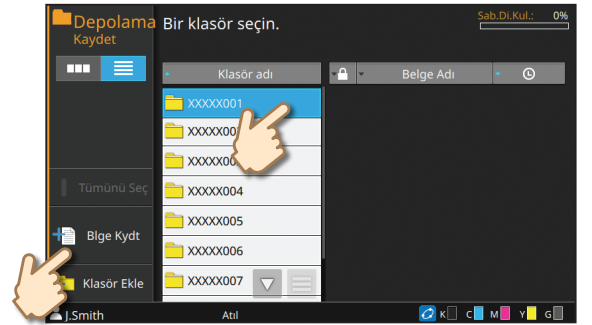 Depolama
Kaydet
Bir klasör seçin.
Sab.Di.Kul.: 0%
Klasör adı
Belge Adı
XXXXX001
XXXXX004
XXXXX005
XXXXX006
XXXXX007
Tümünü Seç
Blge Kydt
Klasör Ekle
J.Smith
Atıl
K C M Y G